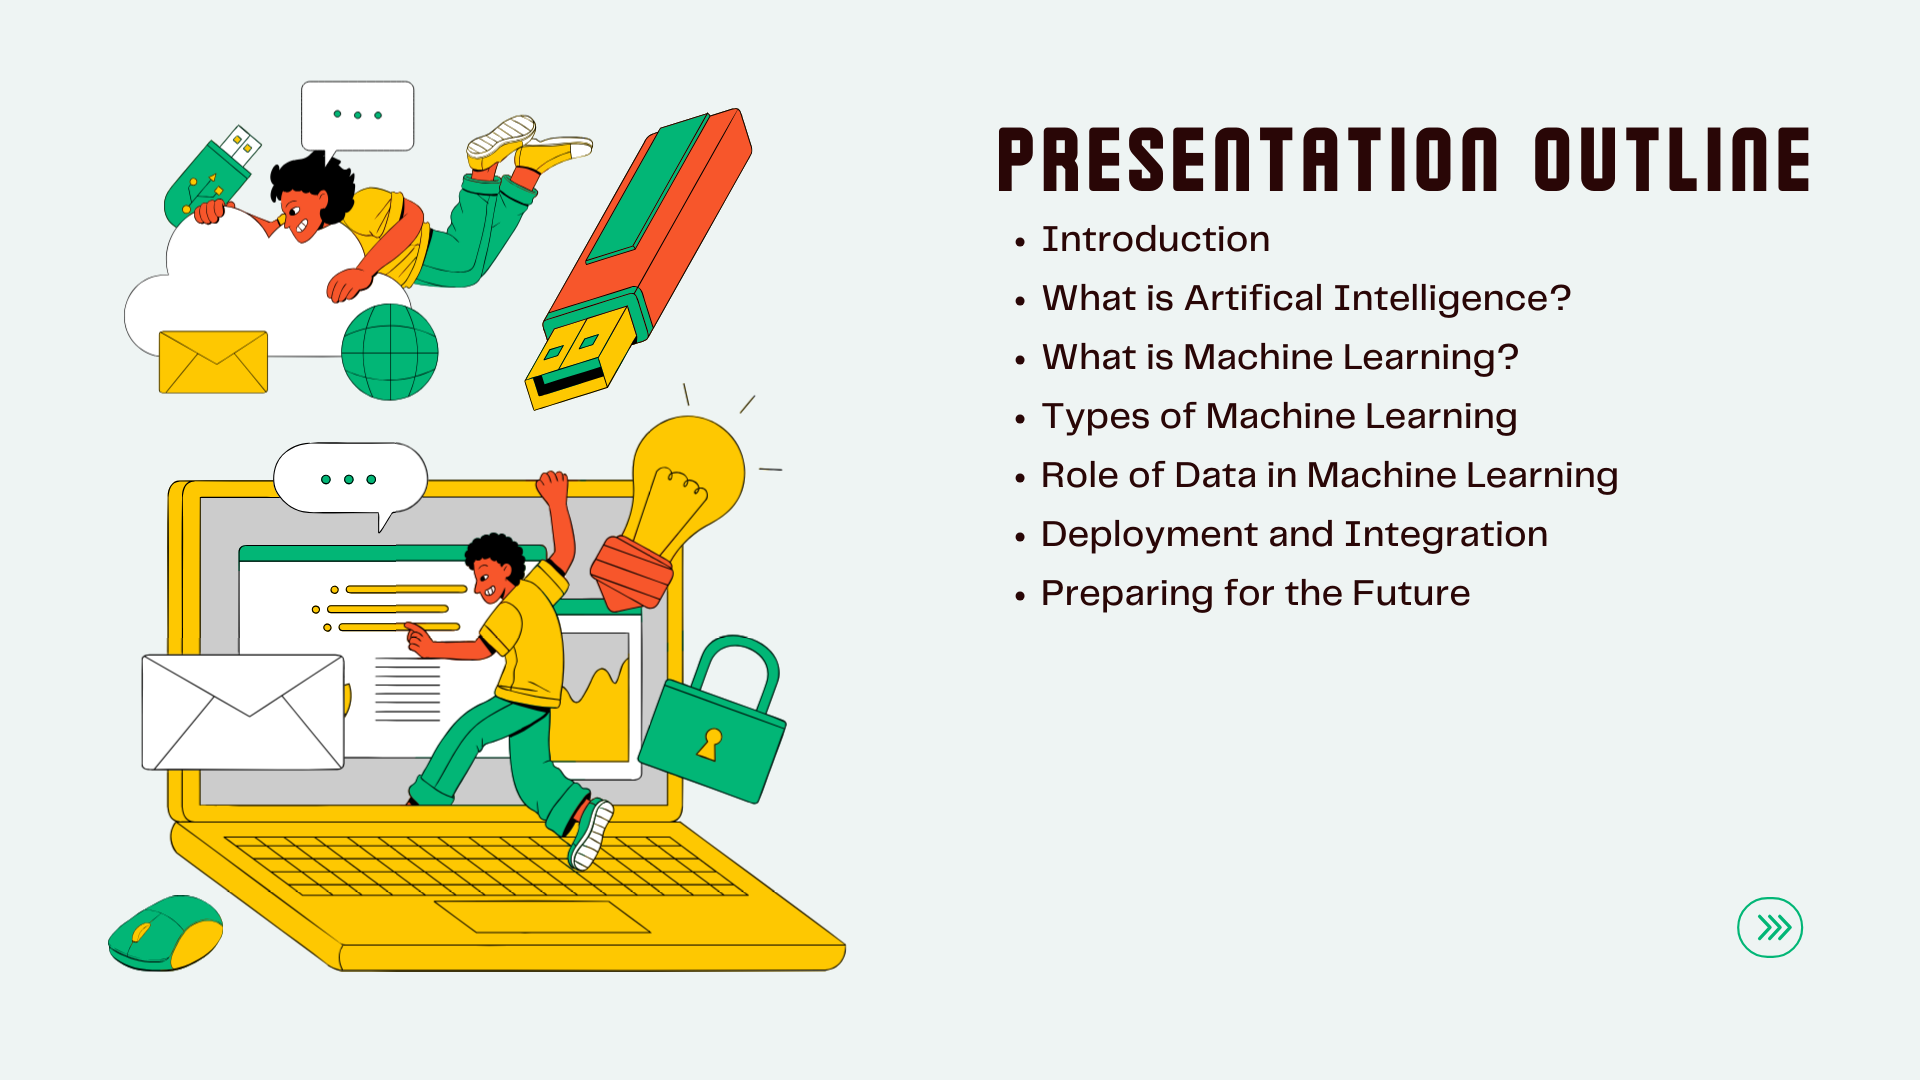 PRESENTATION OUTLINE
• Introduction
• What is Artifical Intelligence?
• What is Machine Learning?
• Types of Machine Learning
• Role of Data in Machine Learning
• Deployment and Integration
• Preparing for the Future